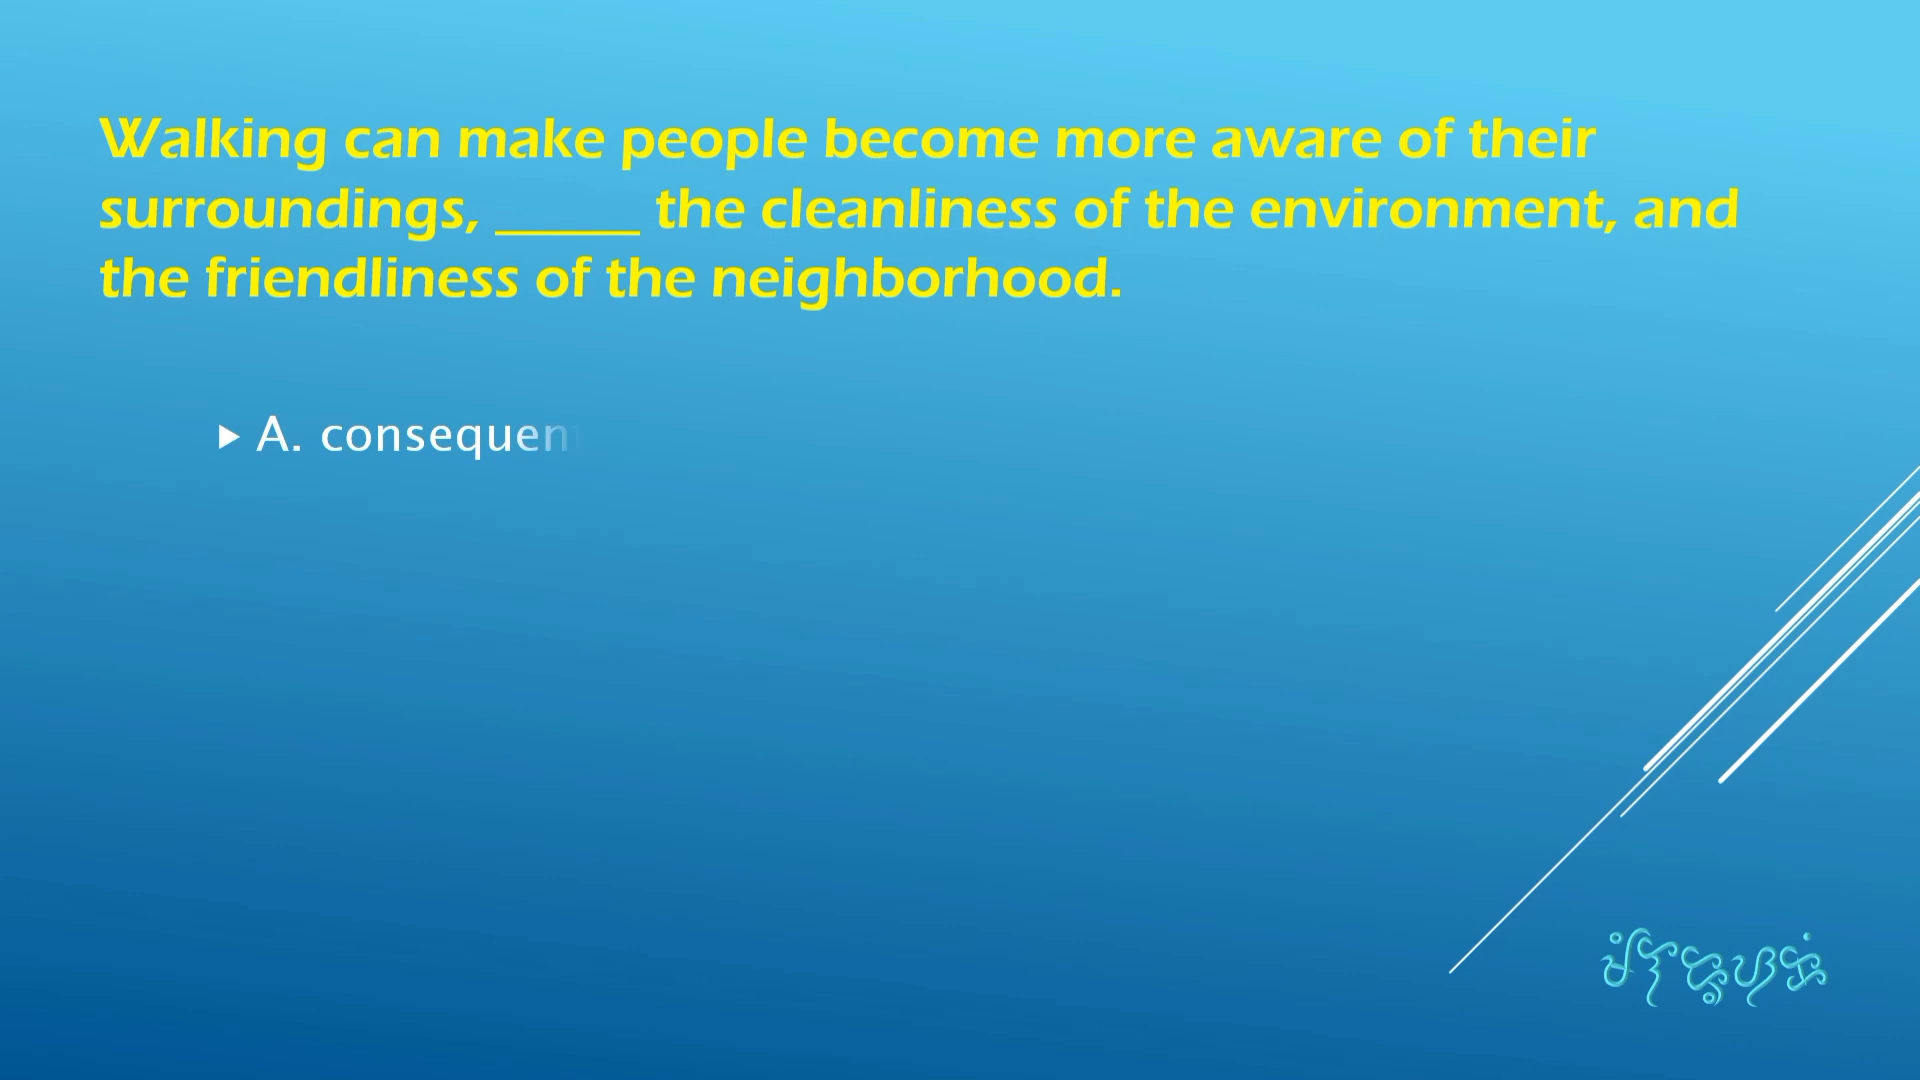 Walking can make people become more aware of their
surroundings, _____ the cleanliness of the environment, and
the friendliness of the neighborhood.
A. consequen